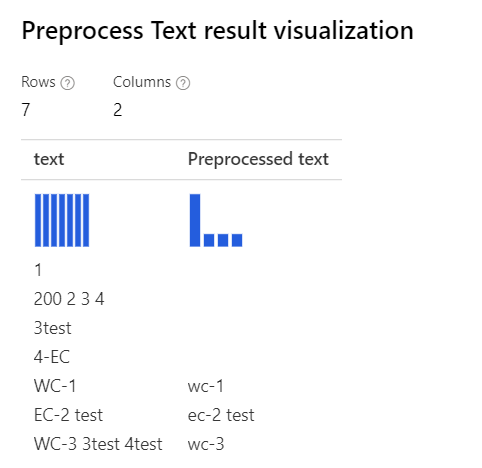 Preprocess Text result visualization
Rows ? Columns ?
7 2
text Preprocessed text
1
200 2 3 4
3test
4-EC
WC-1 wc-1
EC-2 test ec-2 test
WC-3 3test 4test wc-3